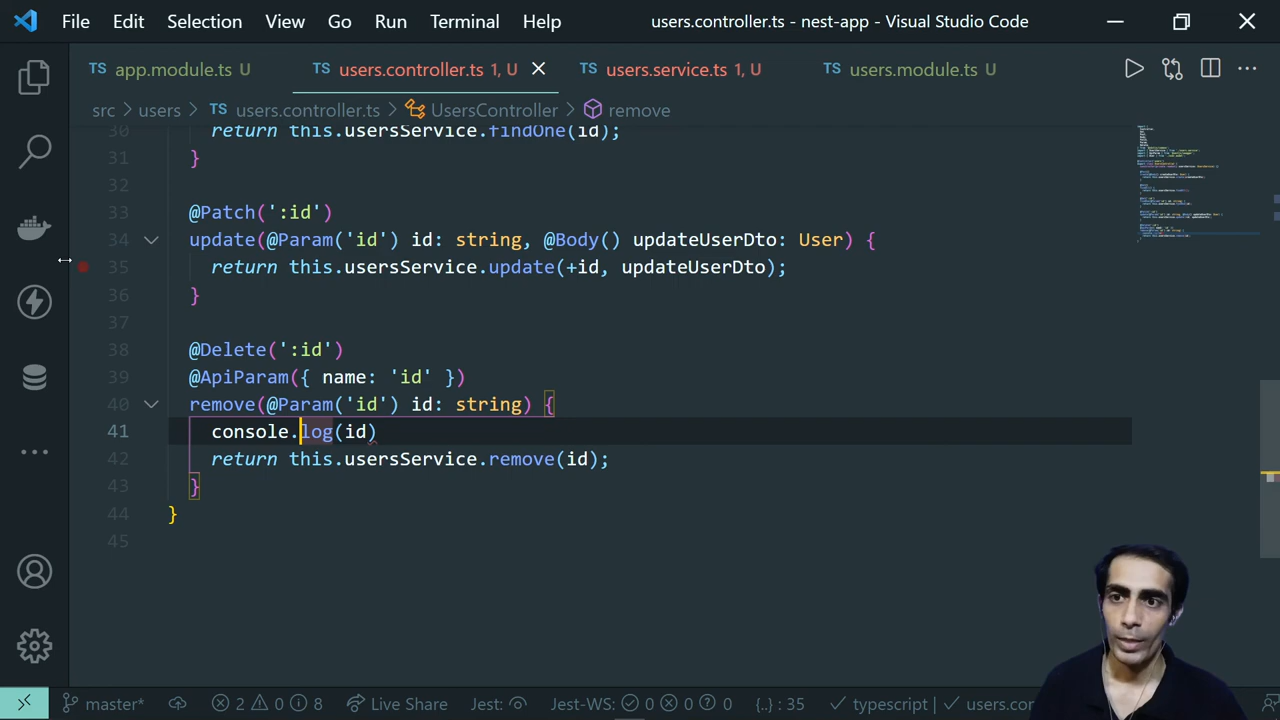 File Edit Selection View Go Run Terminal Help users.controller.ts - nest-app - Visual Studio Code
TS app.module.ts U TS users.controller.ts 1, U TS users.service.ts 1, U TS users.module.ts U
src > users > TS users.controller.ts > UsersController > remove
30 return this.usersService.findOne(id);
31 }
32
33 @Patch(':id')
34 update(@Param('id') id: string, @Body() updateUserDto: User) {
35 return this.usersService.update(+id, updateUserDto);
36 }
37
38 @Delete(':id')
39 @ApiParam({ name: 'id' })
40 remove(@Param('id') id: string) {
41 console.log(id)
42 return this.usersService.remove(id);
43 }
44 }
45
master* 2 0 8 Live Share Jest: Jest-WS: 0 0 0 {..} : 35 typescript | users.cor